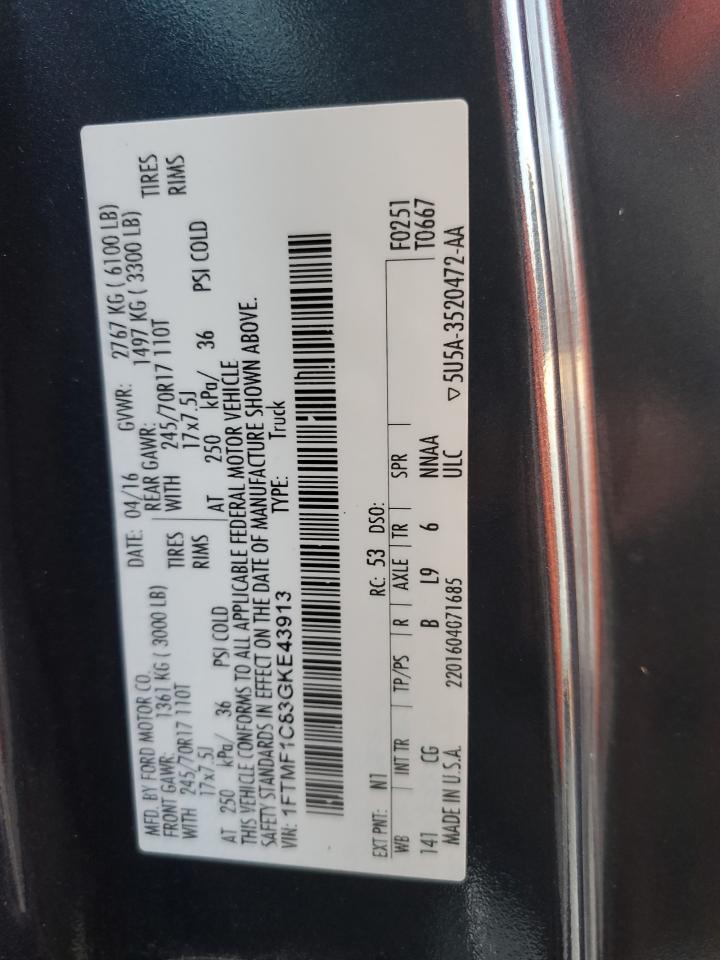 MFD. BY FORD MOTOR CO. DATE: 04/16 GVWR: 2767 KG ( 6100 LB)
FRONT GAWR: 1361 KG ( 3000 LB) REAR GAWR: 1497 KG ( 3300 LB)
WITH 245/70R17 110T TIRES WITH 245/70R17 110T TIRES
17x7.5J RIMS 17x7.5J RIMS
AT 250 kPa/ 36 PSI COLD AT 250 kPa/ 36 PSI COLD
THIS VEHICLE CONFORMS TO ALL APPLICABLE FEDERAL MOTOR VEHICLE
SAFETY STANDARDS IN EFFECT ON THE DATE OF MANUFACTURE SHOWN ABOVE.
VIN: 1FTMF1C83GKE43913 TYPE: Truck
EXT PNT: N1 RC: 53 DSO:
WB INT TR TP/PS R AXLE TR SPR F0251
141 CG B L9 6 NNAA T0667
ULC
MADE IN U.S.A. 2201604071685 ▽5U5A-3520472-AA